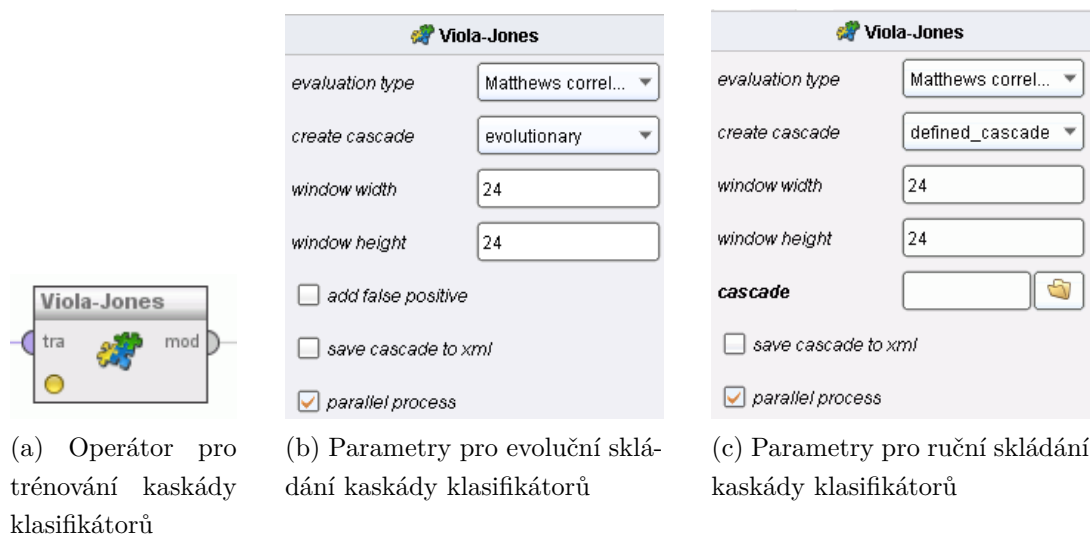 Viola-Jones
tra
mod
(a) Operátor pro
trénování kaskády
klasifikátorů
Viola-Jones
evaluation type
Matthews correl...
create cascade
evolutionary
window width
24
window height
24
add false positive
save cascade to xml
parallel process
(b) Parametry pro evoluční sklá-
dání kaskády klasifikátorů
Viola-Jones
evaluation type
Matthews correl...
create cascade
defined_cascade
window width
24
window height
24
cascade
save cascade to xml
parallel process
(c) Parametry pro ruční skládání
kaskády klasifikátorů